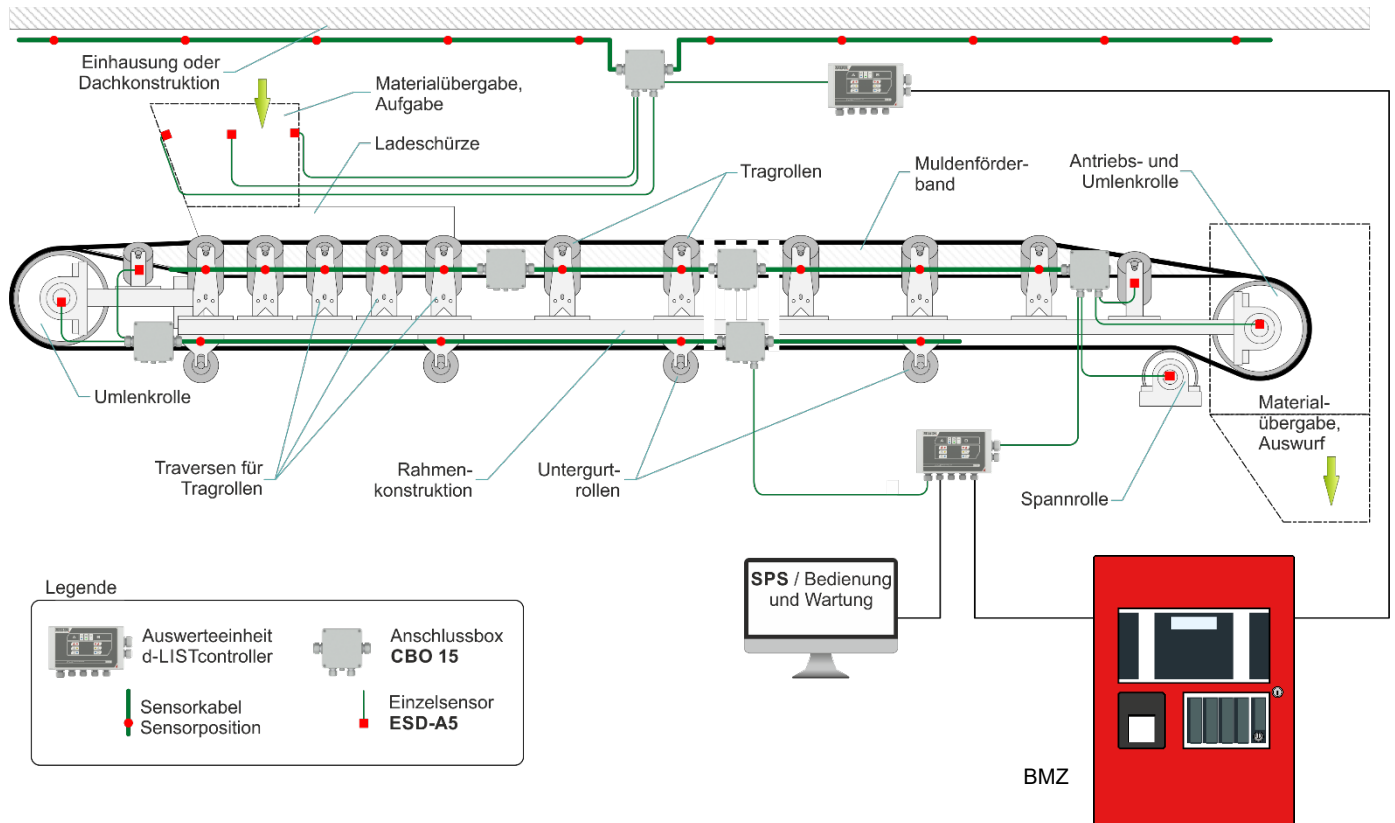 Einhausung oder
Dachkonstruktion
Materialübergabe,
Aufgabe
Ladeschürze
Tragrollen
Muldenförder-
band
Antriebs- und
Umlenkrolle
Umlenkrolle
Traversen für
Tragrollen
Rahmen-
konstruktion
Untergurt-
rollen
Spannrolle
Material-
übergabe,
Auswurf
SPS / Bedienung
und Wartung
BMZ
Legende
Auswerteeinheit
d-LISTcontroller
Anschlussbox
CBO 15
Sensorkabel
Sensorposition
Einzelsensor
ESD-A5